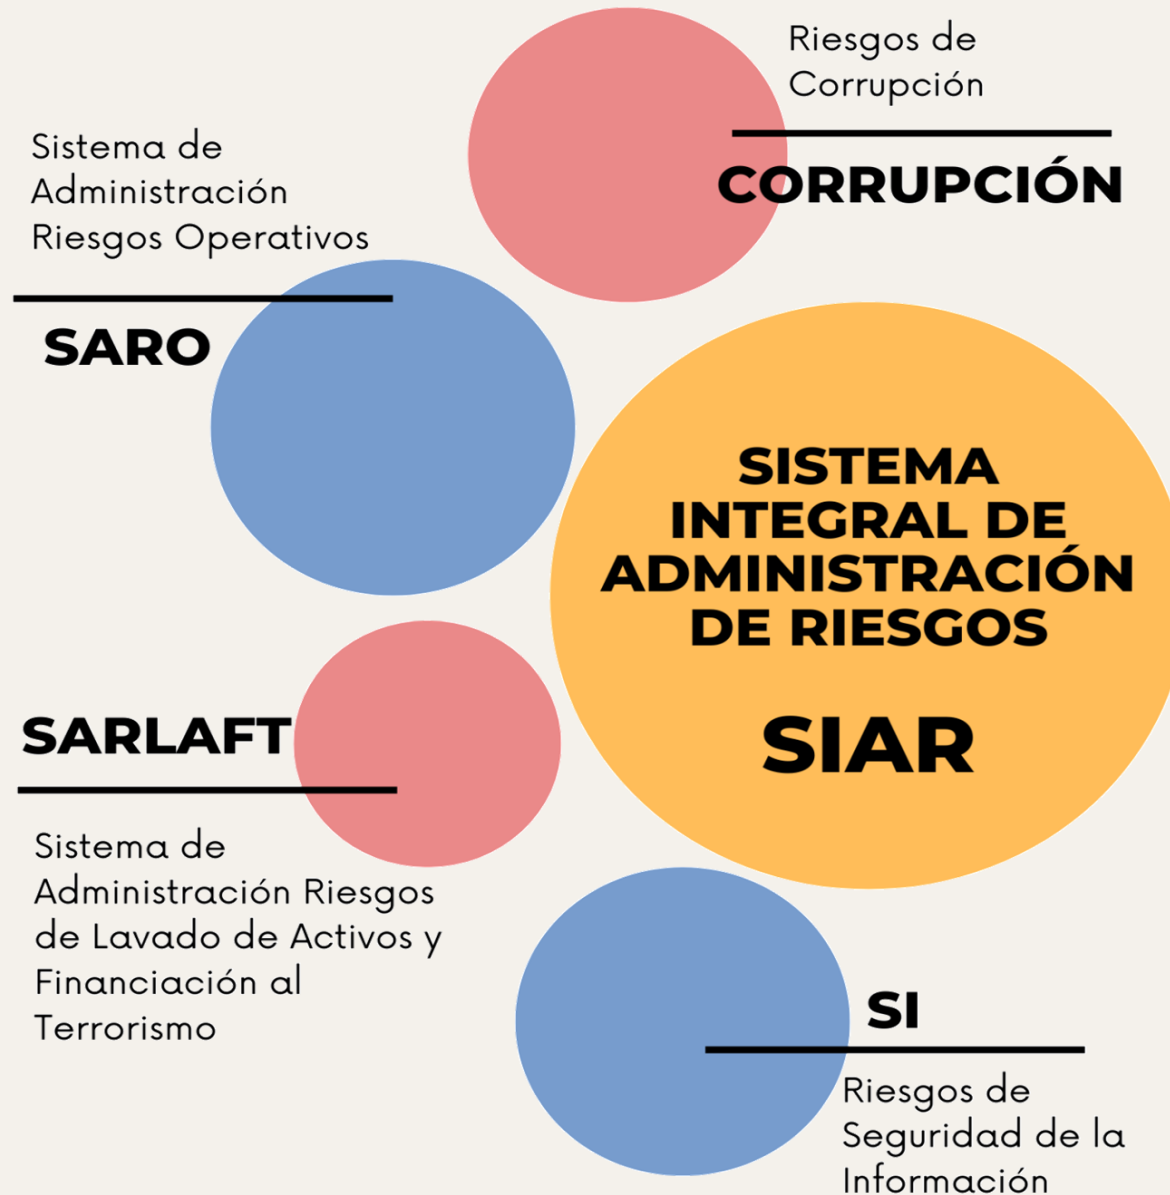 Riesgos de
Corrupción
CORRUPCIÓN
Sistema de
Administración
Riesgos Operativos
SARO
SISTEMA
INTEGRAL DE
ADMINISTRACIÓN
DE RIESGOS
SIAR
SARLAFT
Sistema de
Administración Riesgos
de Lavado de Activos y
Financiación al
Terrorismo
SI
Riesgos de
Seguridad de la
Información